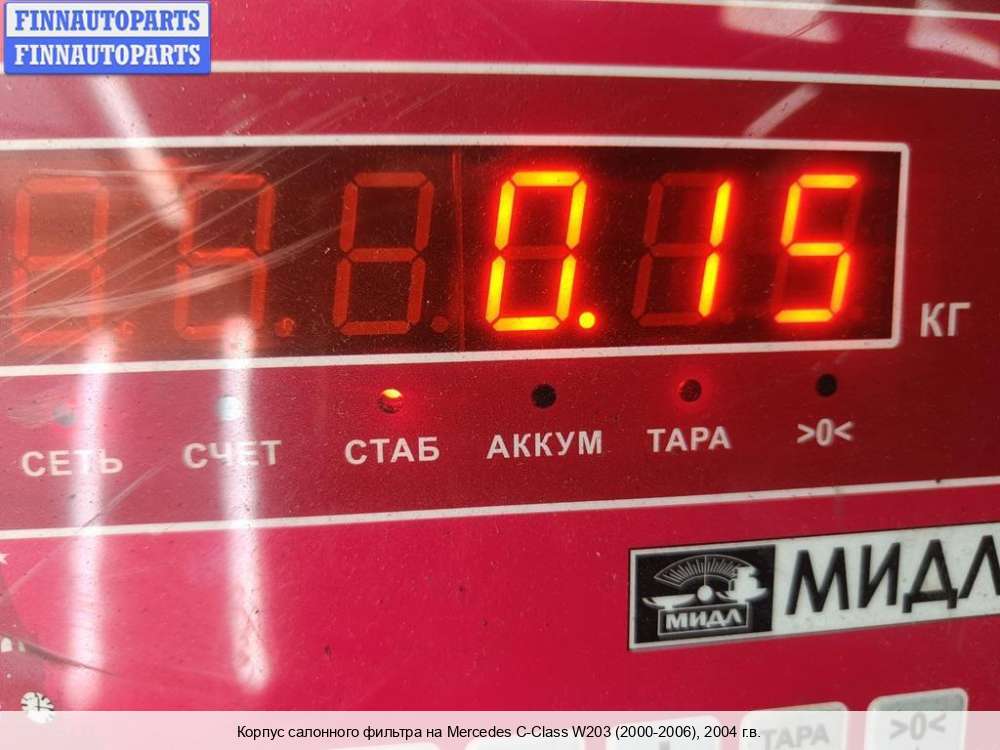 FINNAUTOPARTS
FINNAUTOPARTS
0.15
КГ
СЕТЬ СЧЕТ СТАБ АККУМ ТАРА >0<
МИДЛ МИДЛ
ТАРА >0<
Корпус салонного фильтра на Mercedes C-Class W203 (2000-2006), 2004 г.в.